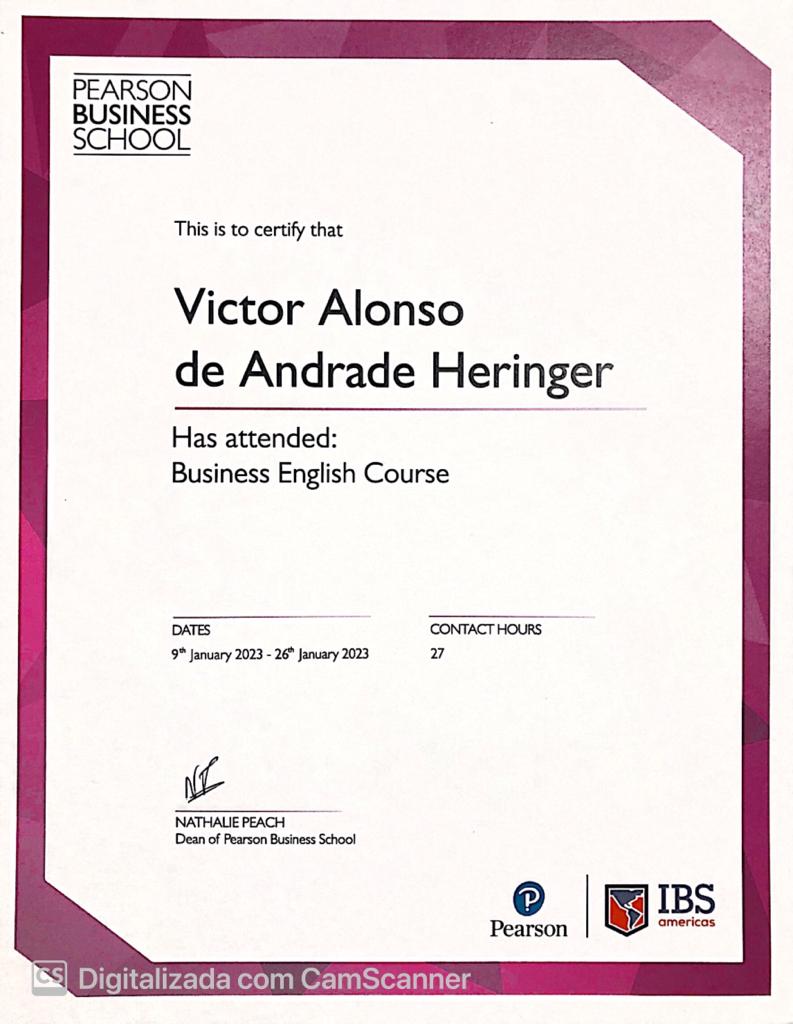 PEARSON
BUSINESS
SCHOOL
This is to certify that
Victor Alonso
de Andrade Heringer
Has attended:
Business English Course
DATES
9th January 2023 - 26th January 2023
CONTACT HOURS
27
NATHALIE PEACH
Dean of Pearson Business School
P
Pearson
IBS
americas
CS Digitalizada com CamScanner